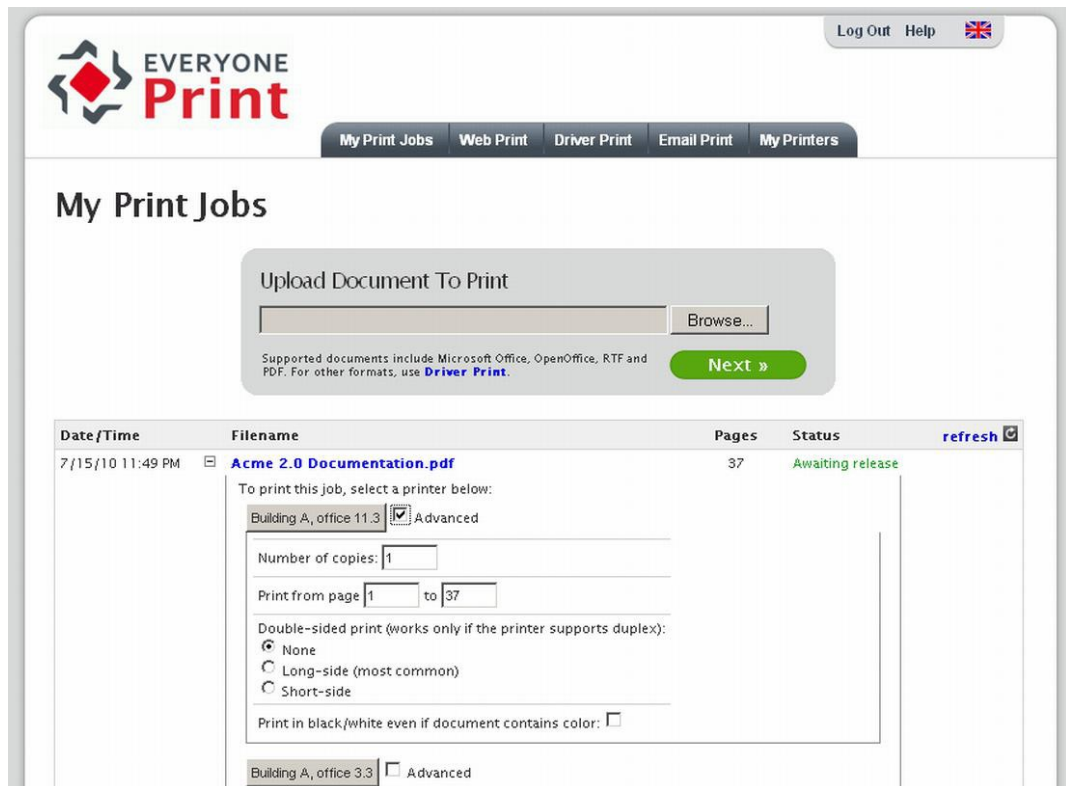 Log Out Help
EVERYONE
Print
My Print Jobs Web Print Driver Print Email Print My Printers
My Print Jobs
Upload Document To Print
Browse...
Supported documents include Microsoft Office, OpenOffice, RTF and
PDF. For other formats, use Driver Print.
Next »
Date/Time Filename Pages Status refresh
7/15/10 11:49 PM Acme 2.0 Documentation.pdf 37 Awaiting release
To print this job, select a printer below:
Building A, office 11.3 Advanced
Number of copies: 1
Print from page 1 to 37
Double-sided print (works only if the printer supports duplex):
None
Long-side (most common)
Short-side
Print in black/white even if document contains color:
Building A, office 3.3 Advanced